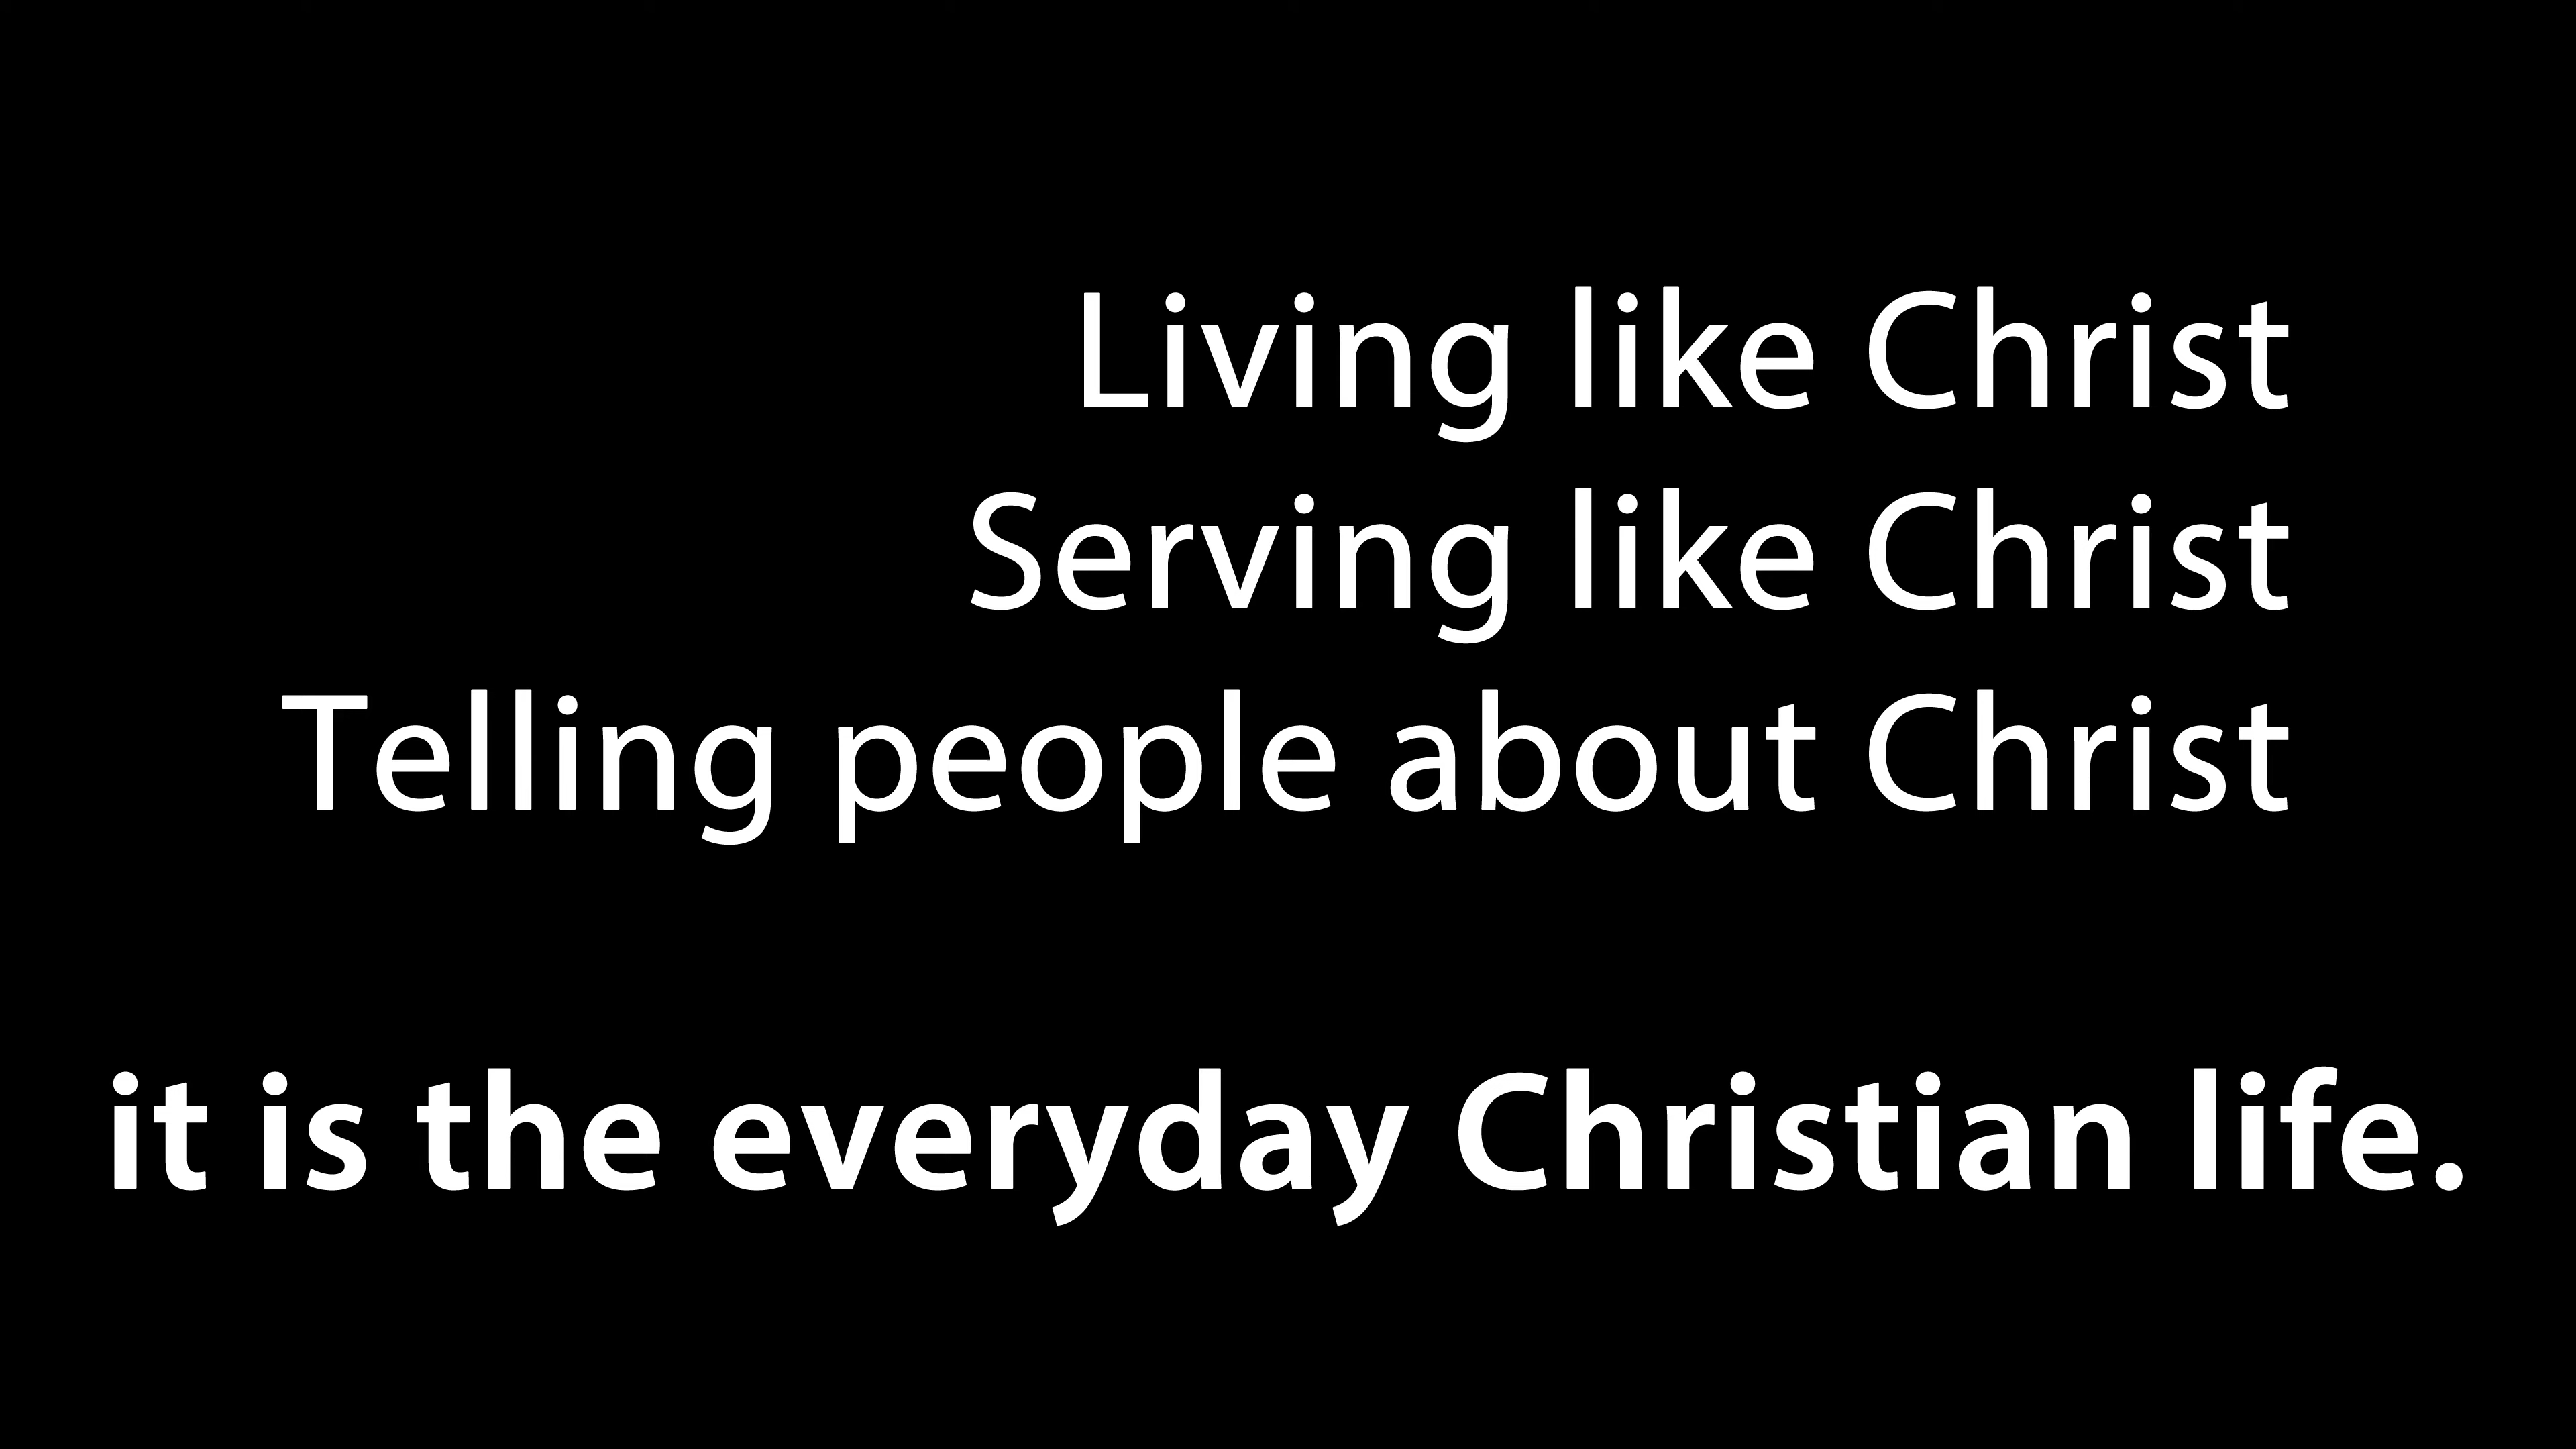 Living like Christ
Serving like Christ
Telling people about Christ
it is the everyday Christian life.